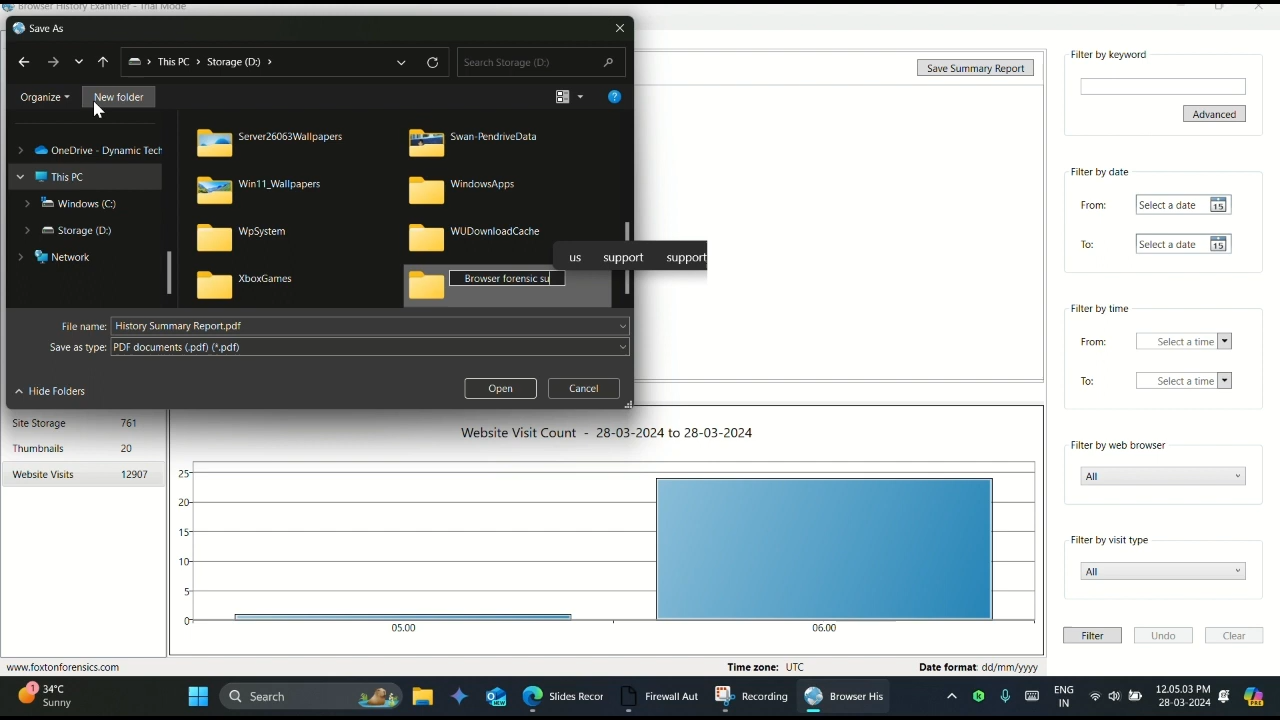 Browser History Examiner - Trial Mode
Save As
This PC > Storage (D:) >
Search Storage (D:)
Organize
New folder
OneDrive - Dynamic Tech
This PC
Windows (C:)
Storage (D:)
Network
Server26063Wallpapers
Swan-PendriveData
Win11_Wallpapers
WindowsApps
WpSystem
WUDownloadCache
XboxGames
Browser forensic su
us support support
File name: History Summary Report.pdf
Save as type: PDF documents (.pdf) (*.pdf)
Hide Folders
Open
Cancel
Save Summary Report
Filter by keyword
Advanced
Filter by date
From: Select a date 15
To: Select a date 15
Filter by time
From: Select a time
To: Select a time
Filter by web browser
All
Filter by visit type
All
Filter
Undo
Clear
Site Storage 761
Thumbnails 20
Website Visits 12907
Website Visit Count - 28-03-2024 to 28-03-2024
25
20
15
10
5
0
05.00
06.00
www.foxtonforensics.com
Time zone: UTC
Date format: dd/mm/yyyy
1
34°C
Sunny
Search
NEW
Slides Recor
Firewall Aut
Recording
Browser His
ENG
IN
12.05.03 PM
28-03-2024
PRE